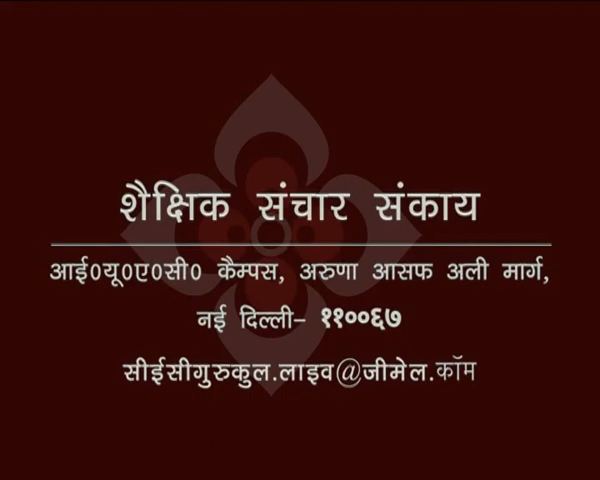 शैक्षिक संचार संकाय
आई0यू0ए0सी0 कैम्पस, अरुणा आसफ अली मार्ग,
नई दिल्ली- ११००६७
सीईसीगुरुकुल.लाइव@जीमेल.कॉम